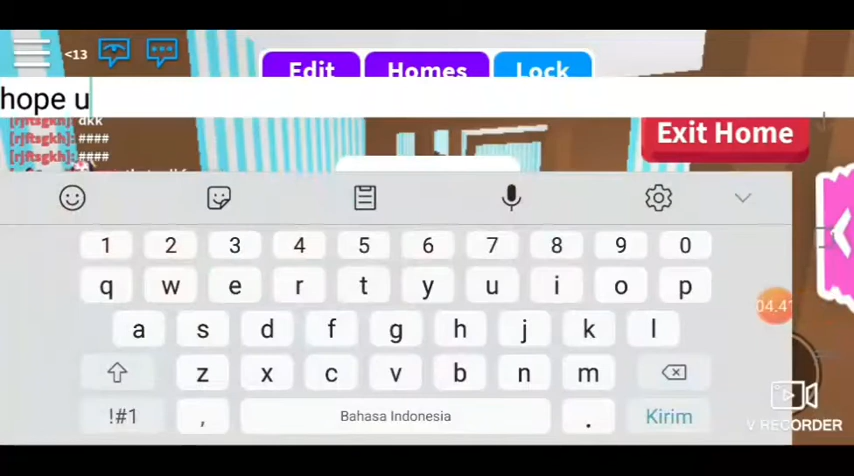 <13
Edit Homes Lock
hope u
[rjftsgkh]: dkk
[rjftsgkh]: ####
[rjftsgkh]: ####
Exit Home
1 2 3 4 5 6 7 8 9 0
q w e r t y u i o p
04.41
a s d f g h j k l
z x c v b n m
!#1 , Bahasa Indonesia . Kirim
V RECORDER